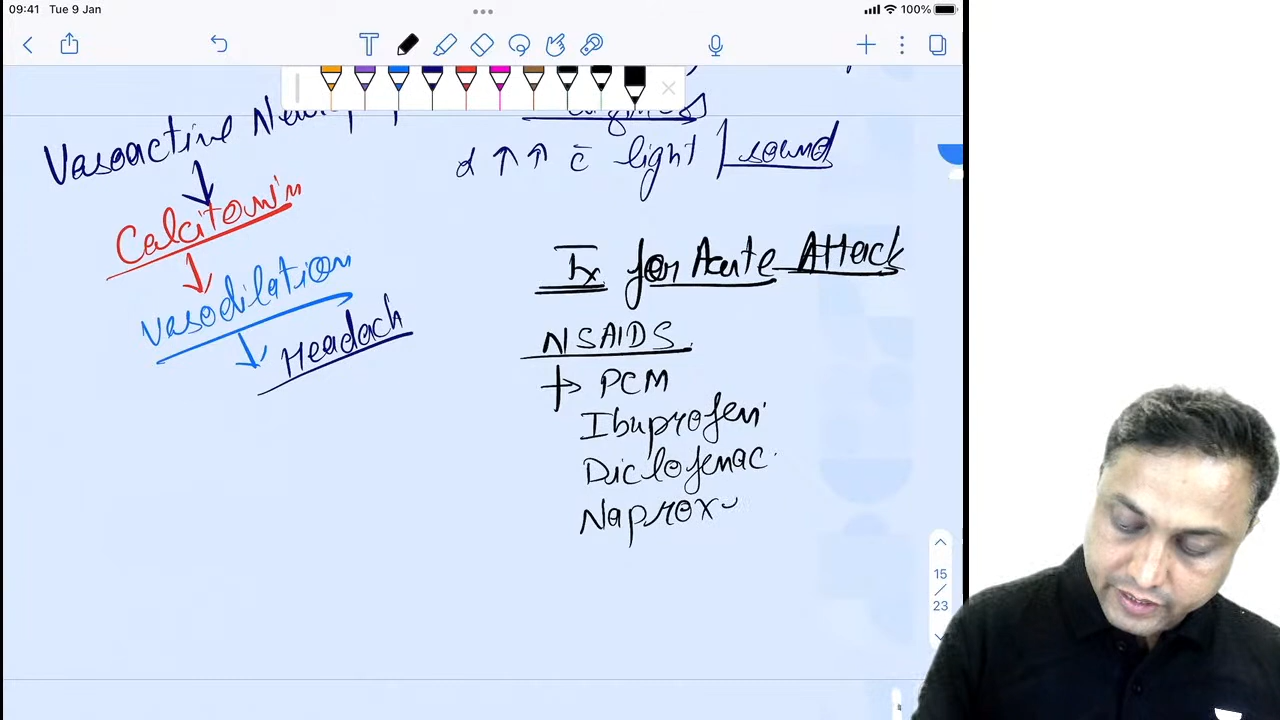 09:41 Tue 9 Jan
100%
T
Vasoactive
Calcitonin
vasodilation
Headach
α ↑↑ c̄ light / sound
Tx for Acute Attack
NSAIDS
→ PCM
Ibuprofen
Diclofenac
Naprox
15
/
23